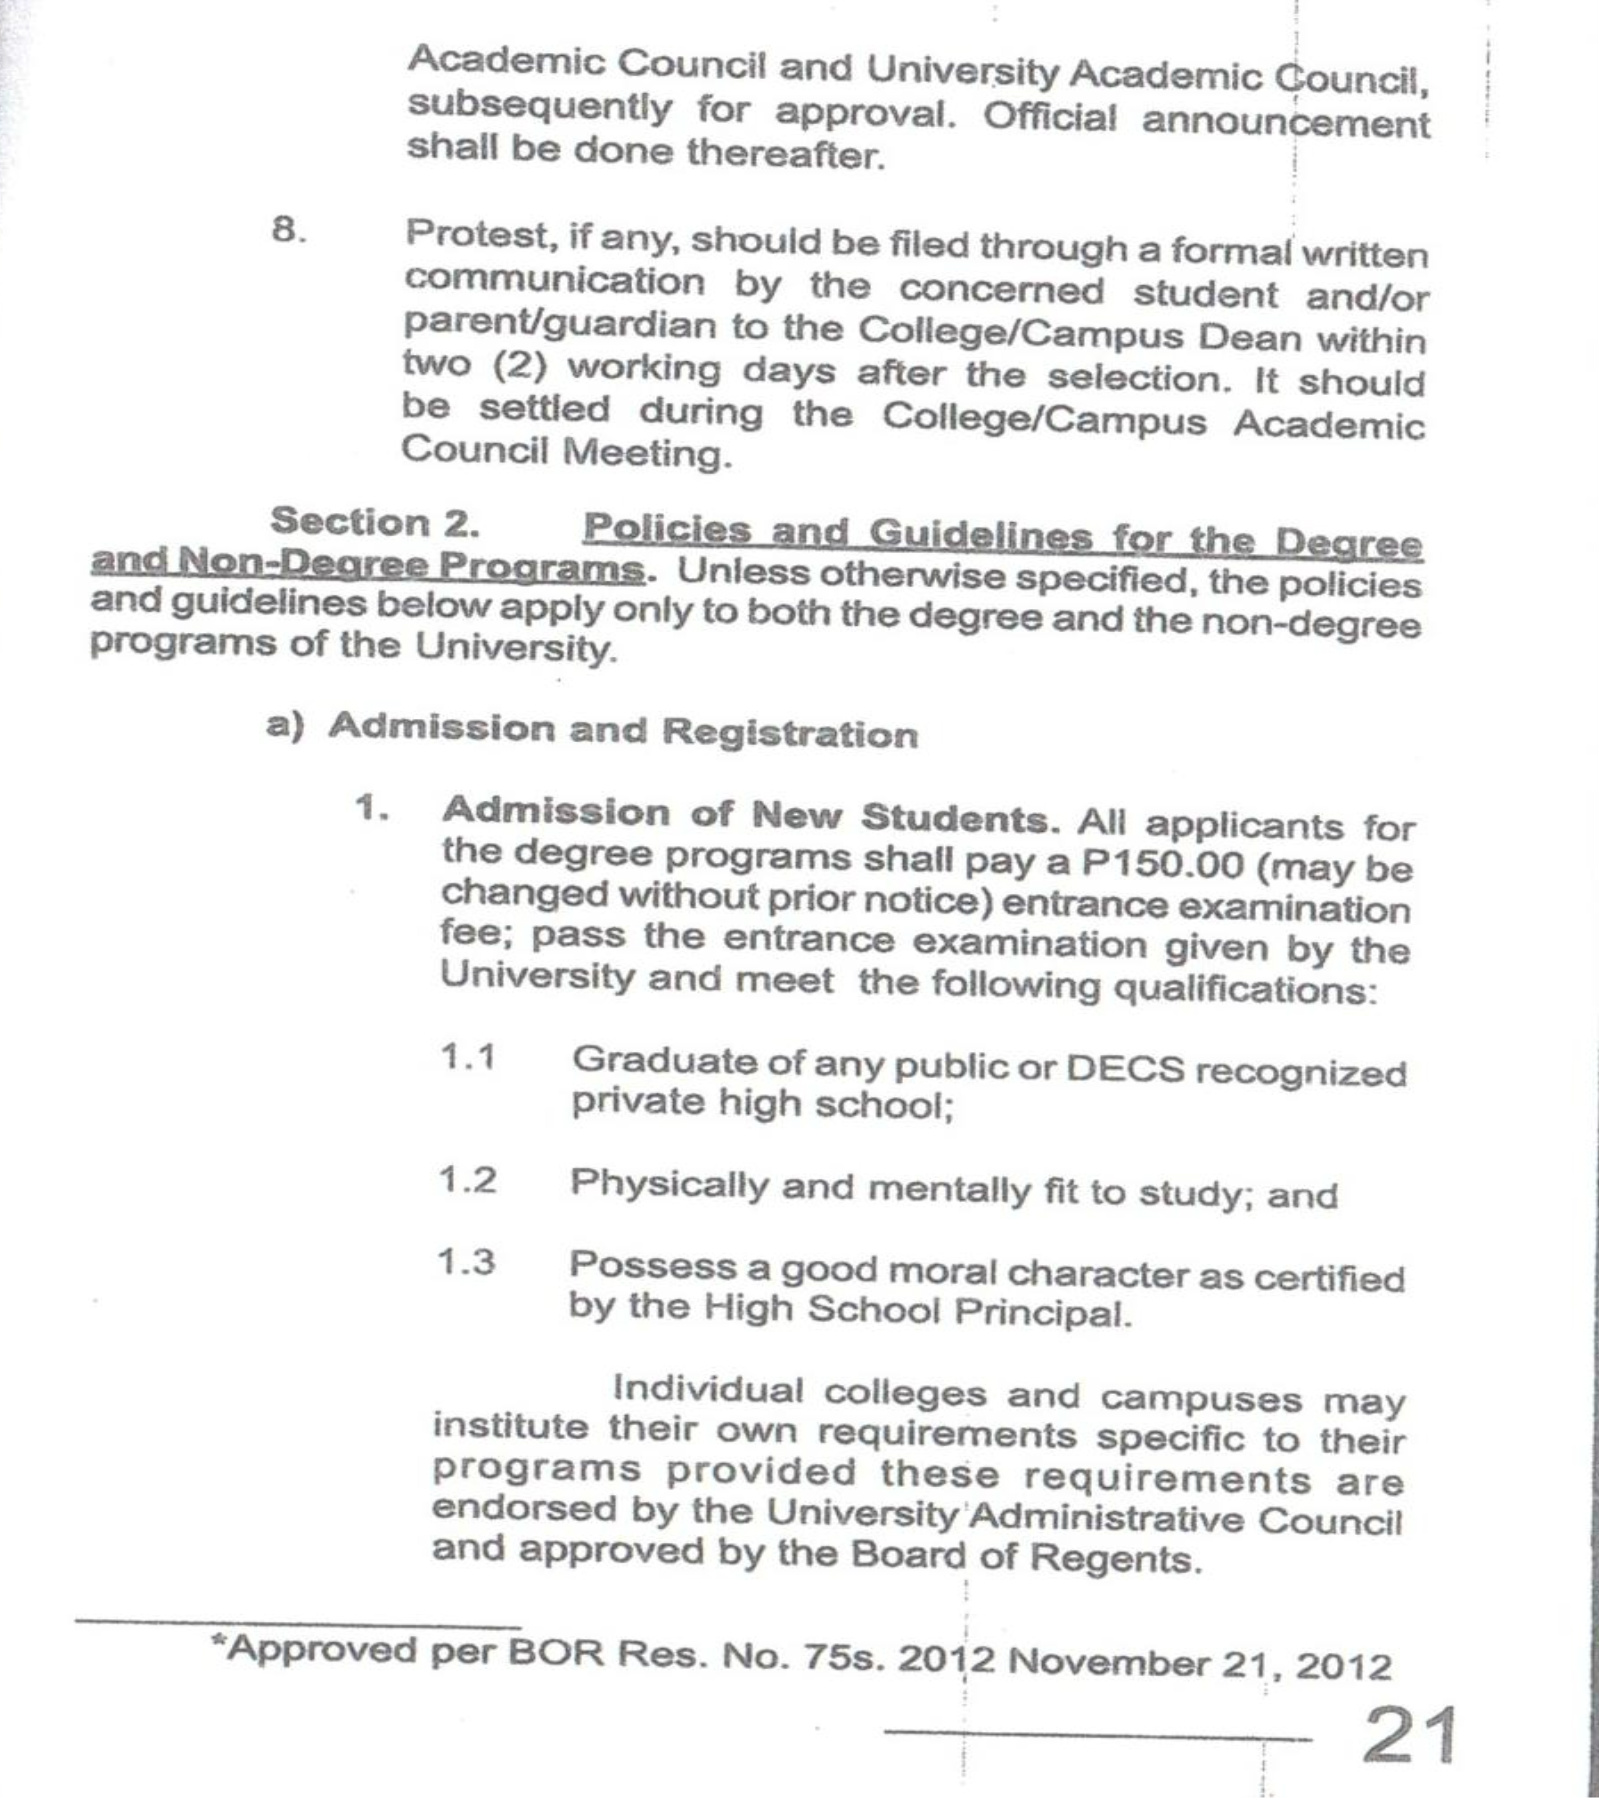 Academic Council and University Academic Council,
subsequently for approval. Official announcement
shall be done thereafter.
8. Protest, if any, should be filed through a formal written
communication by the concerned student and/or
parent/guardian to the College/Campus Dean within
two (2) working days after the selection. It should
be settled during the College/Campus Academic
Council Meeting.
Section 2. Policies and Guidelines for the Degree
and Non-Degree Programs. Unless otherwise specified, the policies
and guidelines below apply only to both the degree and the non-degree
programs of the University.
a) Admission and Registration
1. Admission of New Students. All applicants for
the degree programs shall pay a P150.00 (may be
changed without prior notice) entrance examination
fee; pass the entrance examination given by the
University and meet the following qualifications:
1.1 Graduate of any public or DECS recognized
private high school;
1.2 Physically and mentally fit to study; and
1.3 Possess a good moral character as certified
by the High School Principal.
Individual colleges and campuses may
institute their own requirements specific to their
programs provided these requirements are
endorsed by the University Administrative Council
and approved by the Board of Regents.
*Approved per BOR Res. No. 75s. 2012 November 21, 2012
21